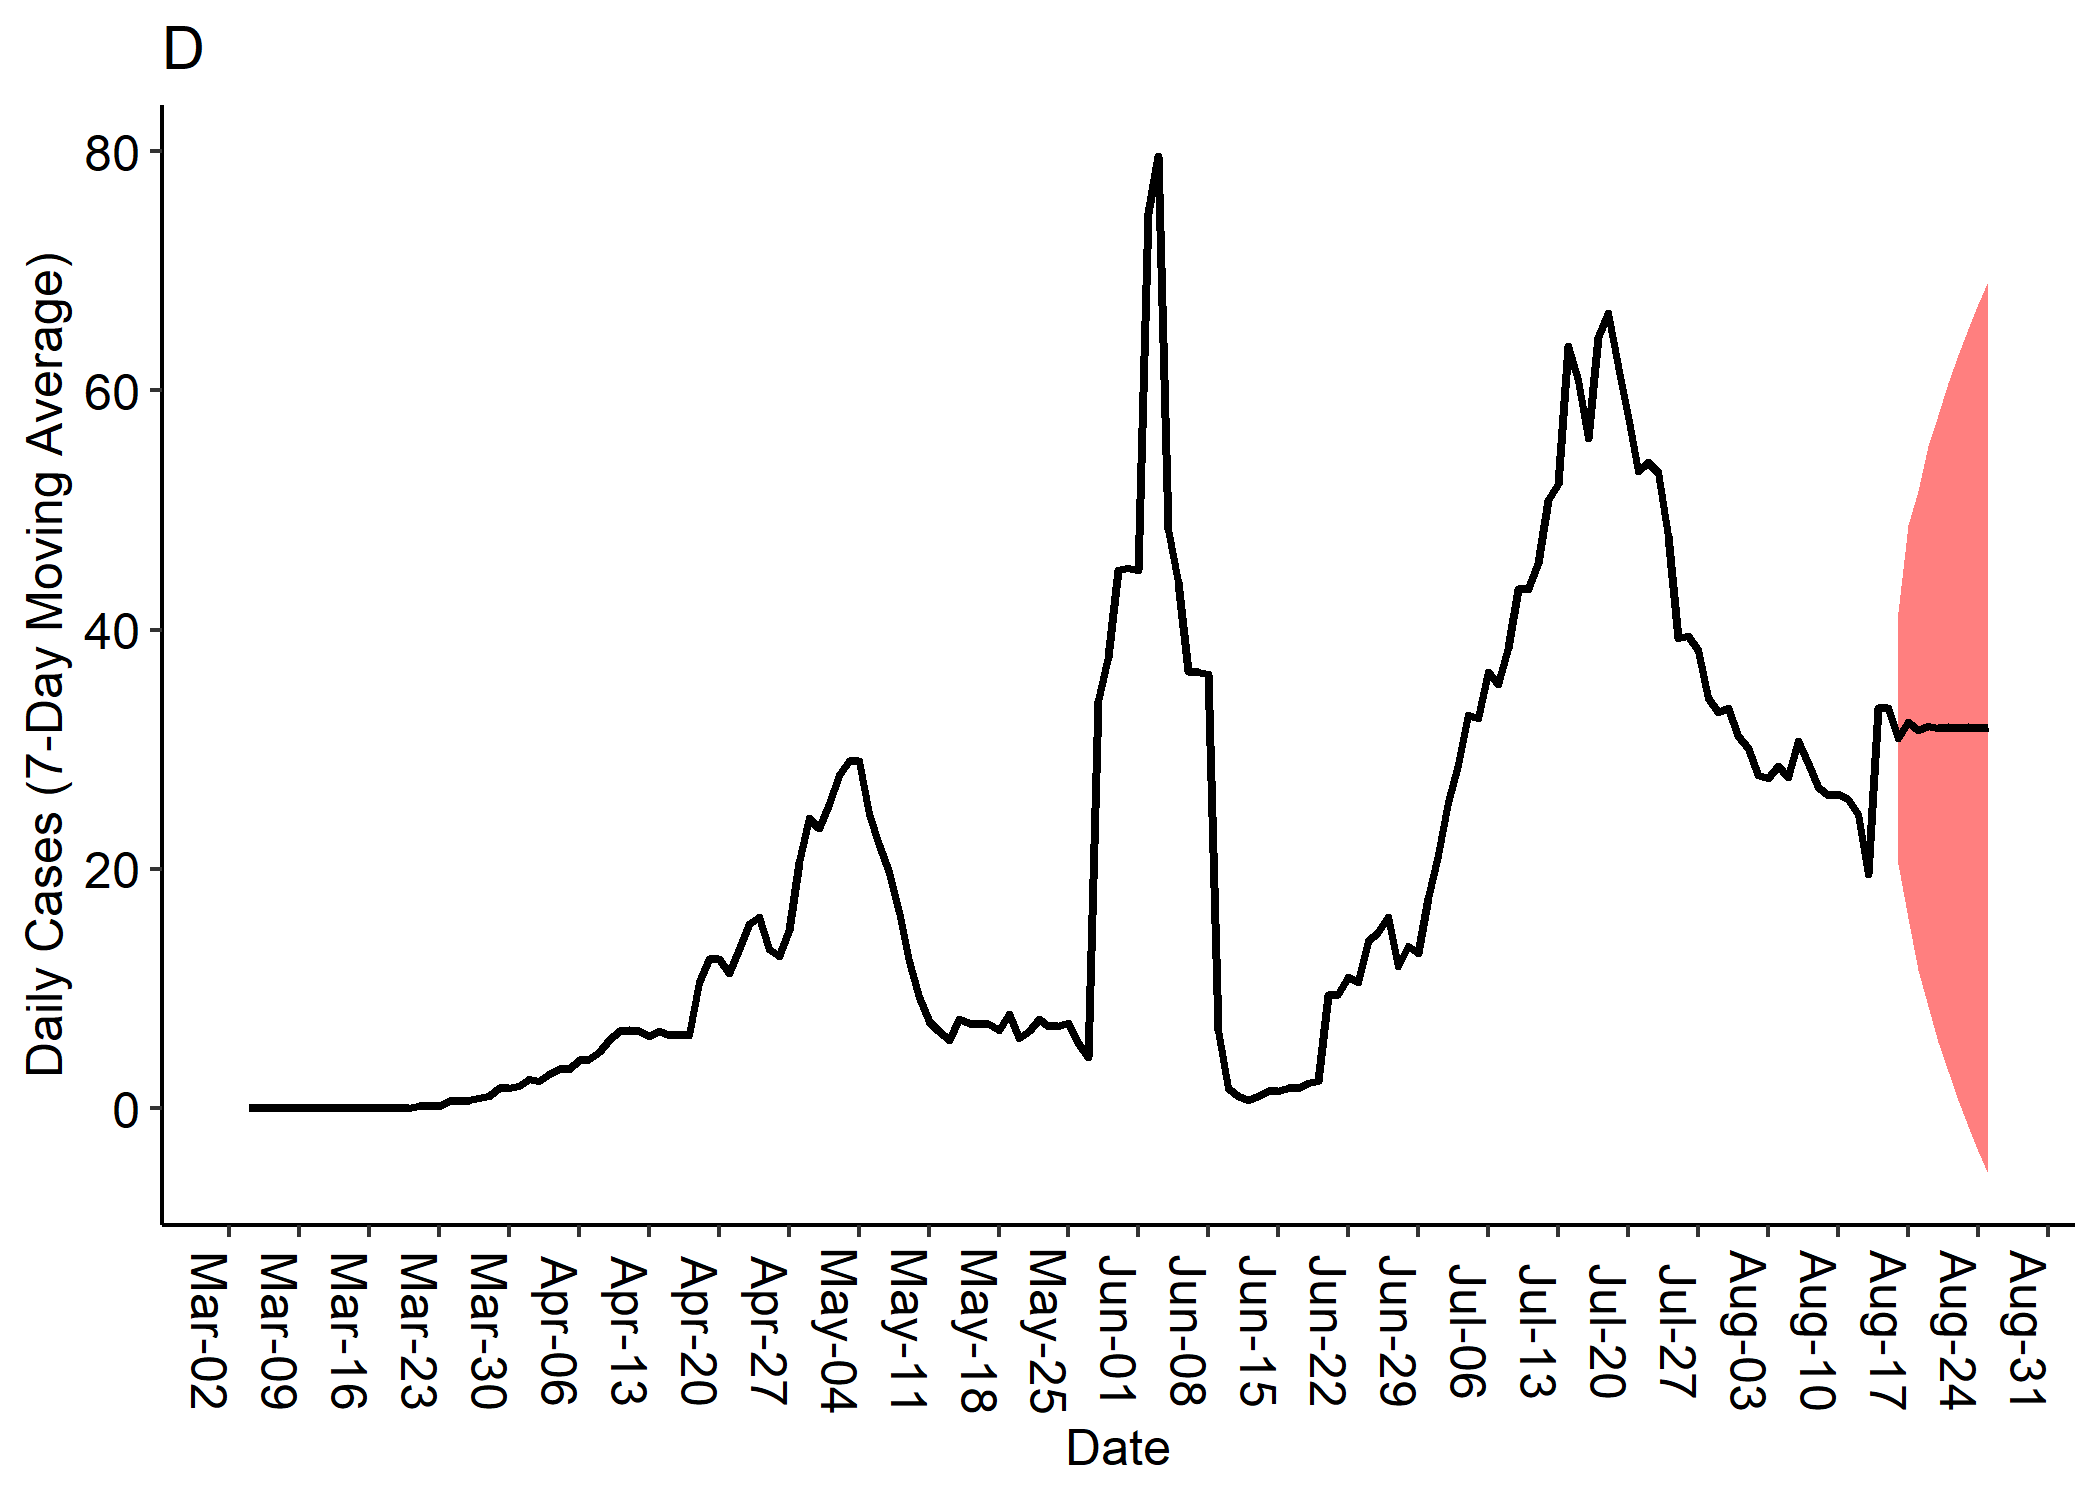 D
Daily Cases (7-Day Moving Average)
80
60
40
20
0
Mar-02
Mar-09
Mar-16
Mar-23
Mar-30
Apr-06
Apr-13
Apr-20
Apr-27
May-04
May-11
May-18
May-25
Jun-01
Jun-08
Jun-15
Jun-22
Jun-29
Jul-06
Jul-13
Jul-20
Jul-27
Aug-03
Aug-10
Aug-17
Aug-24
Aug-31
Date